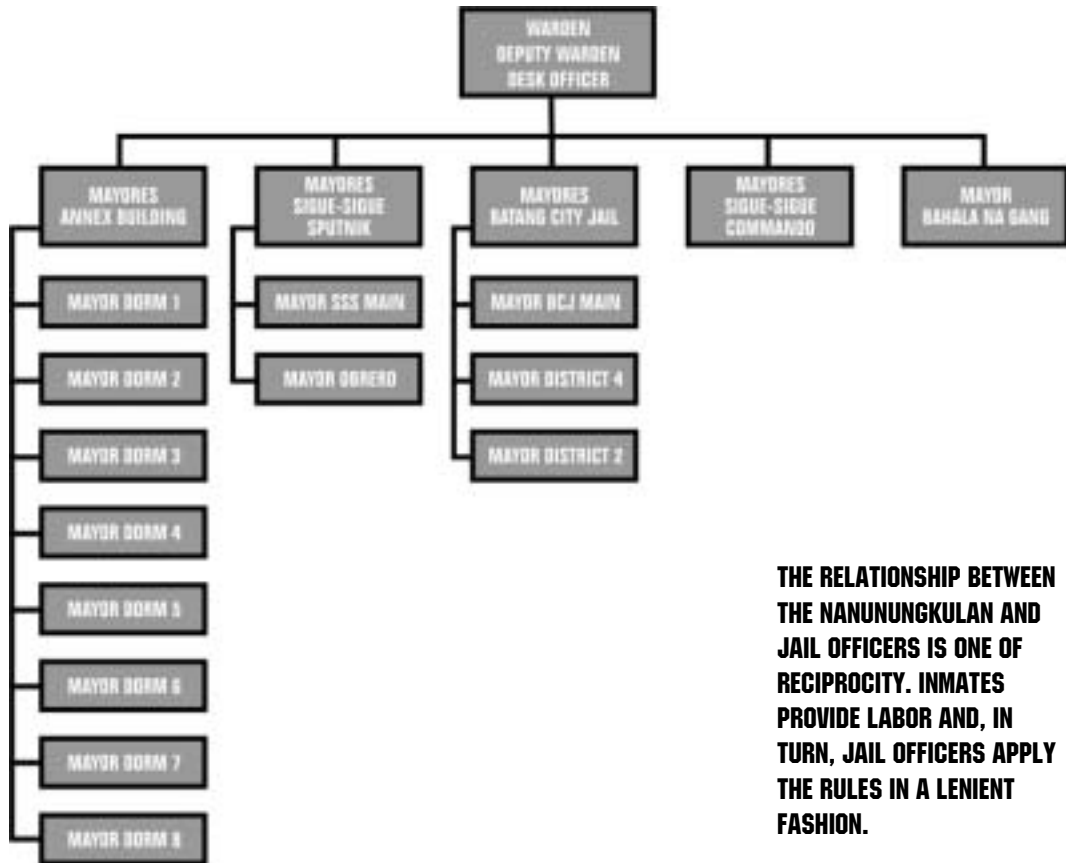 WARDEN
DEPUTY WARDEN
DESK OFFICER
MAYORES
ANNEX BUILDING
MAYORES
SIGUE-SIGUE
SPUTNIK
MAYORES
BATANG CITY JAIL
MAYORES
SIGUE-SIGUE
COMMANDO
MAYOR
BAHALA NA GANG
MAYOR DORM 1
MAYOR SSS MAIN
MAYOR BCJ MAIN
MAYOR DORM 2
MAYOR OBRERO
MAYOR DISTRICT 4
MAYOR DORM 3
MAYOR DISTRICT 2
MAYOR DORM 4
MAYOR DORM 5
MAYOR DORM 6
MAYOR DORM 7
MAYOR DORM 8
THE RELATIONSHIP BETWEEN
THE NANUNUNGKULAN AND
JAIL OFFICERS IS ONE OF
RECIPROCITY. INMATES
PROVIDE LABOR AND, IN
TURN, JAIL OFFICERS APPLY
THE RULES IN A LENIENT
FASHION.